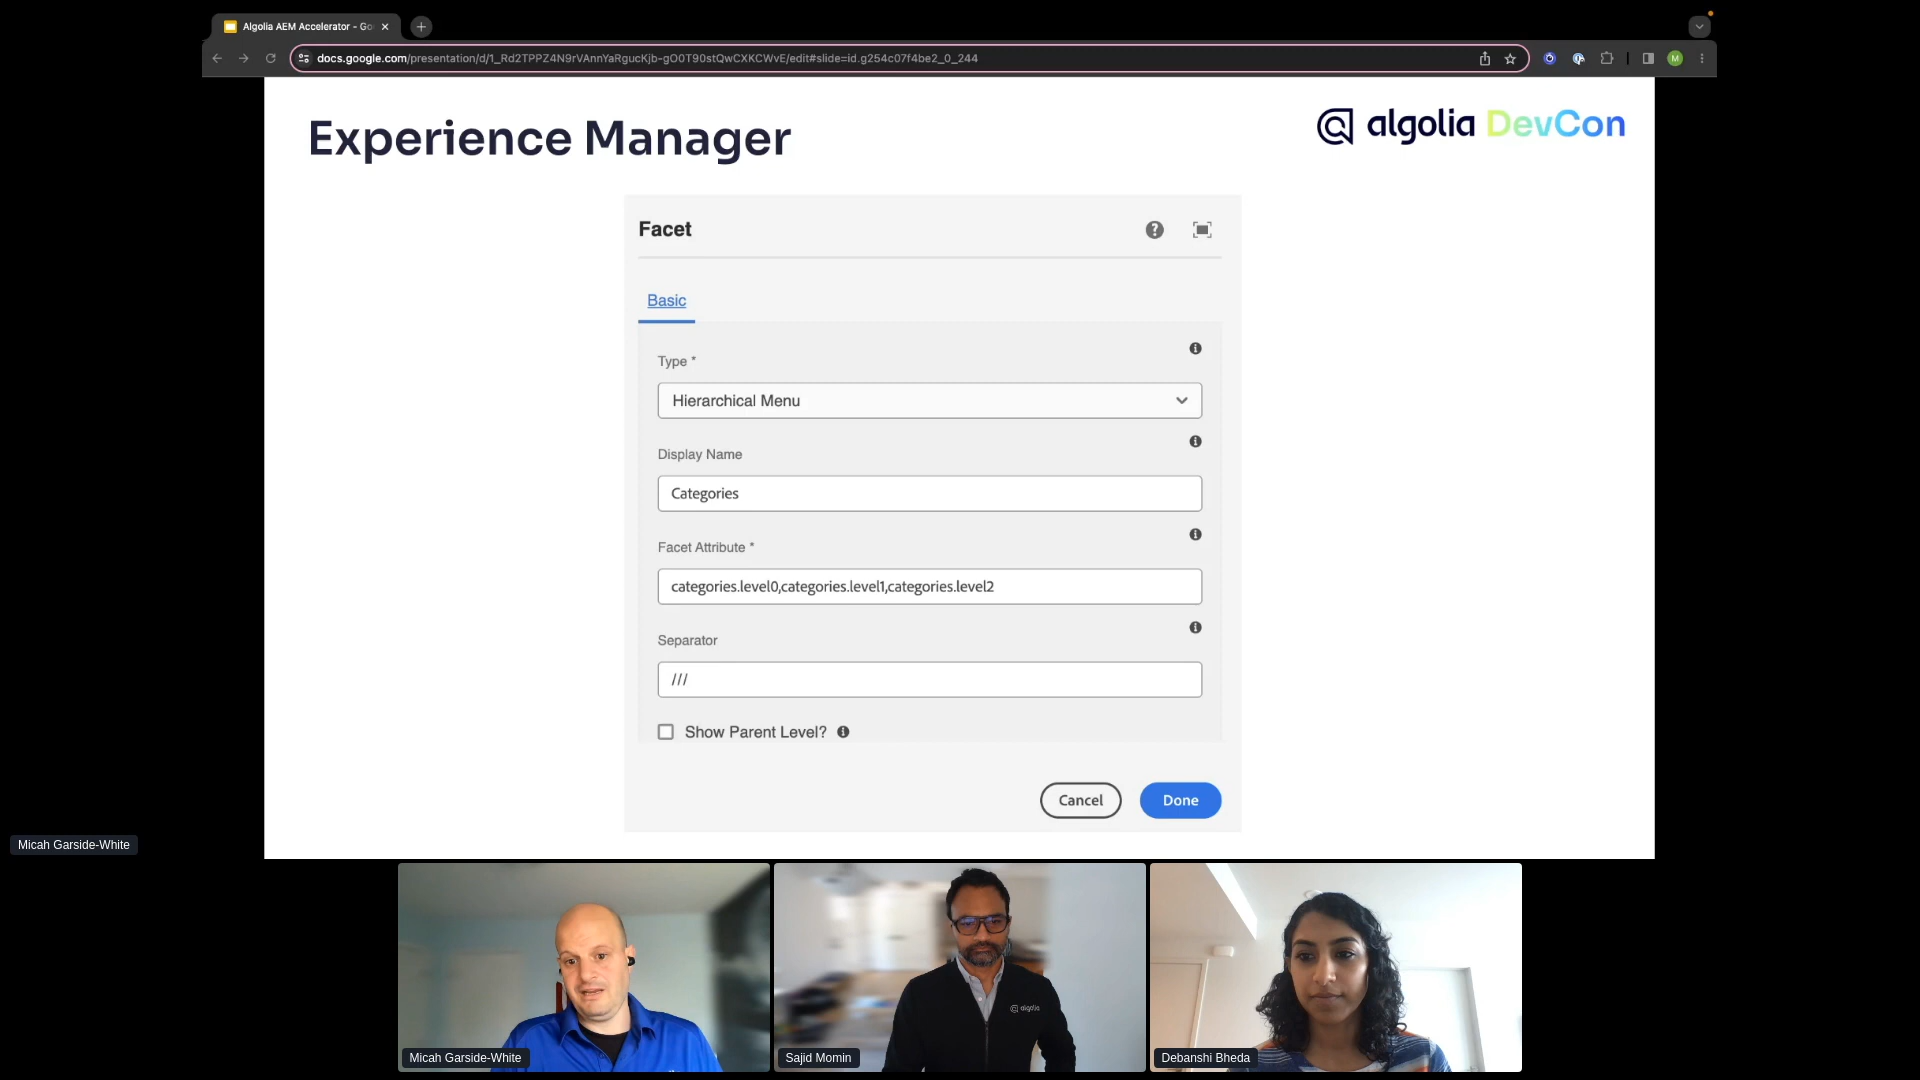 Algolia AEM Accelerator - Go
docs.google.com/presentation/d/1_Rd2TPPZ4N9rVAnnYaRgucKjb-gO0T90stQwCXKCWvE/edit#slide=id.g254c07f4be2_0_244
M
Experience Manager
algolia DevCon
Facet
Basic
Type *
Hierarchical Menu
Display Name
Categories
Facet Attribute *
categories.level0,categories.level1,categories.level2
Separator
///
Show Parent Level?
Cancel
Done
Micah Garside-White
algolia
Micah Garside-White
Sajid Momin
Debanshi Bheda